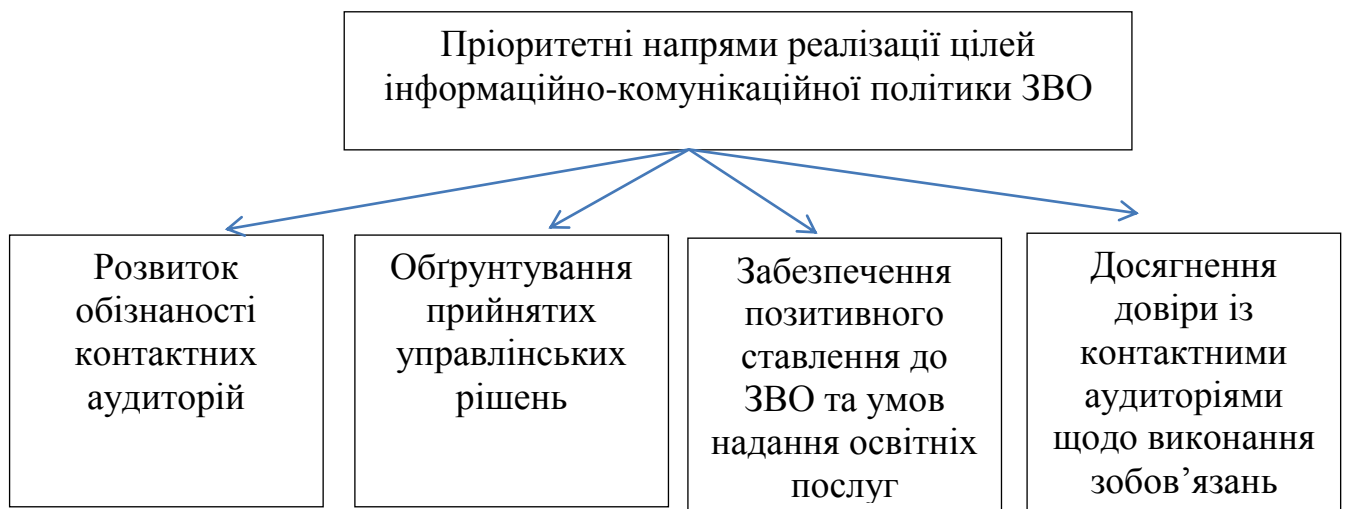 Пріоритетні напрями реалізації цілей
інформаційно-комунікаційної політики ЗВО
Розвиток
обізнаності
контактних
аудиторій
Обґрунтування
прийнятих
управлінських
рішень
Забезпечення
позитивного
ставлення до
ЗВО та умов
надання освітніх
послуг
Досягнення
довіри із
контактними
аудиторіями
щодо виконання
зобов’язань